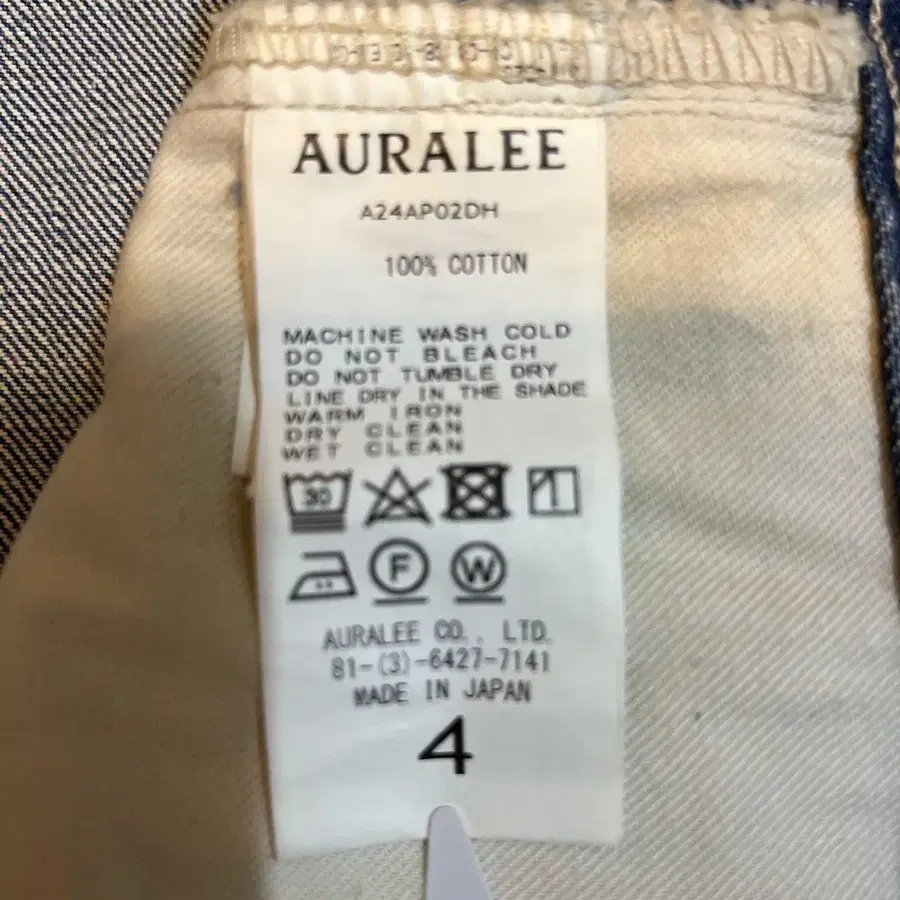 AURALEE
A24AP02DH
100% COTTON
MACHINE WASH COLD
DO NOT BLEACH
DO NOT TUMBLE DRY
LINE DRY IN THE SHADE
WARM IRON
DRY CLEAN
WET CLEAN
30
F W
AURALEE CO., LTD.
81-(3)-6427-7141
MADE IN JAPAN
4